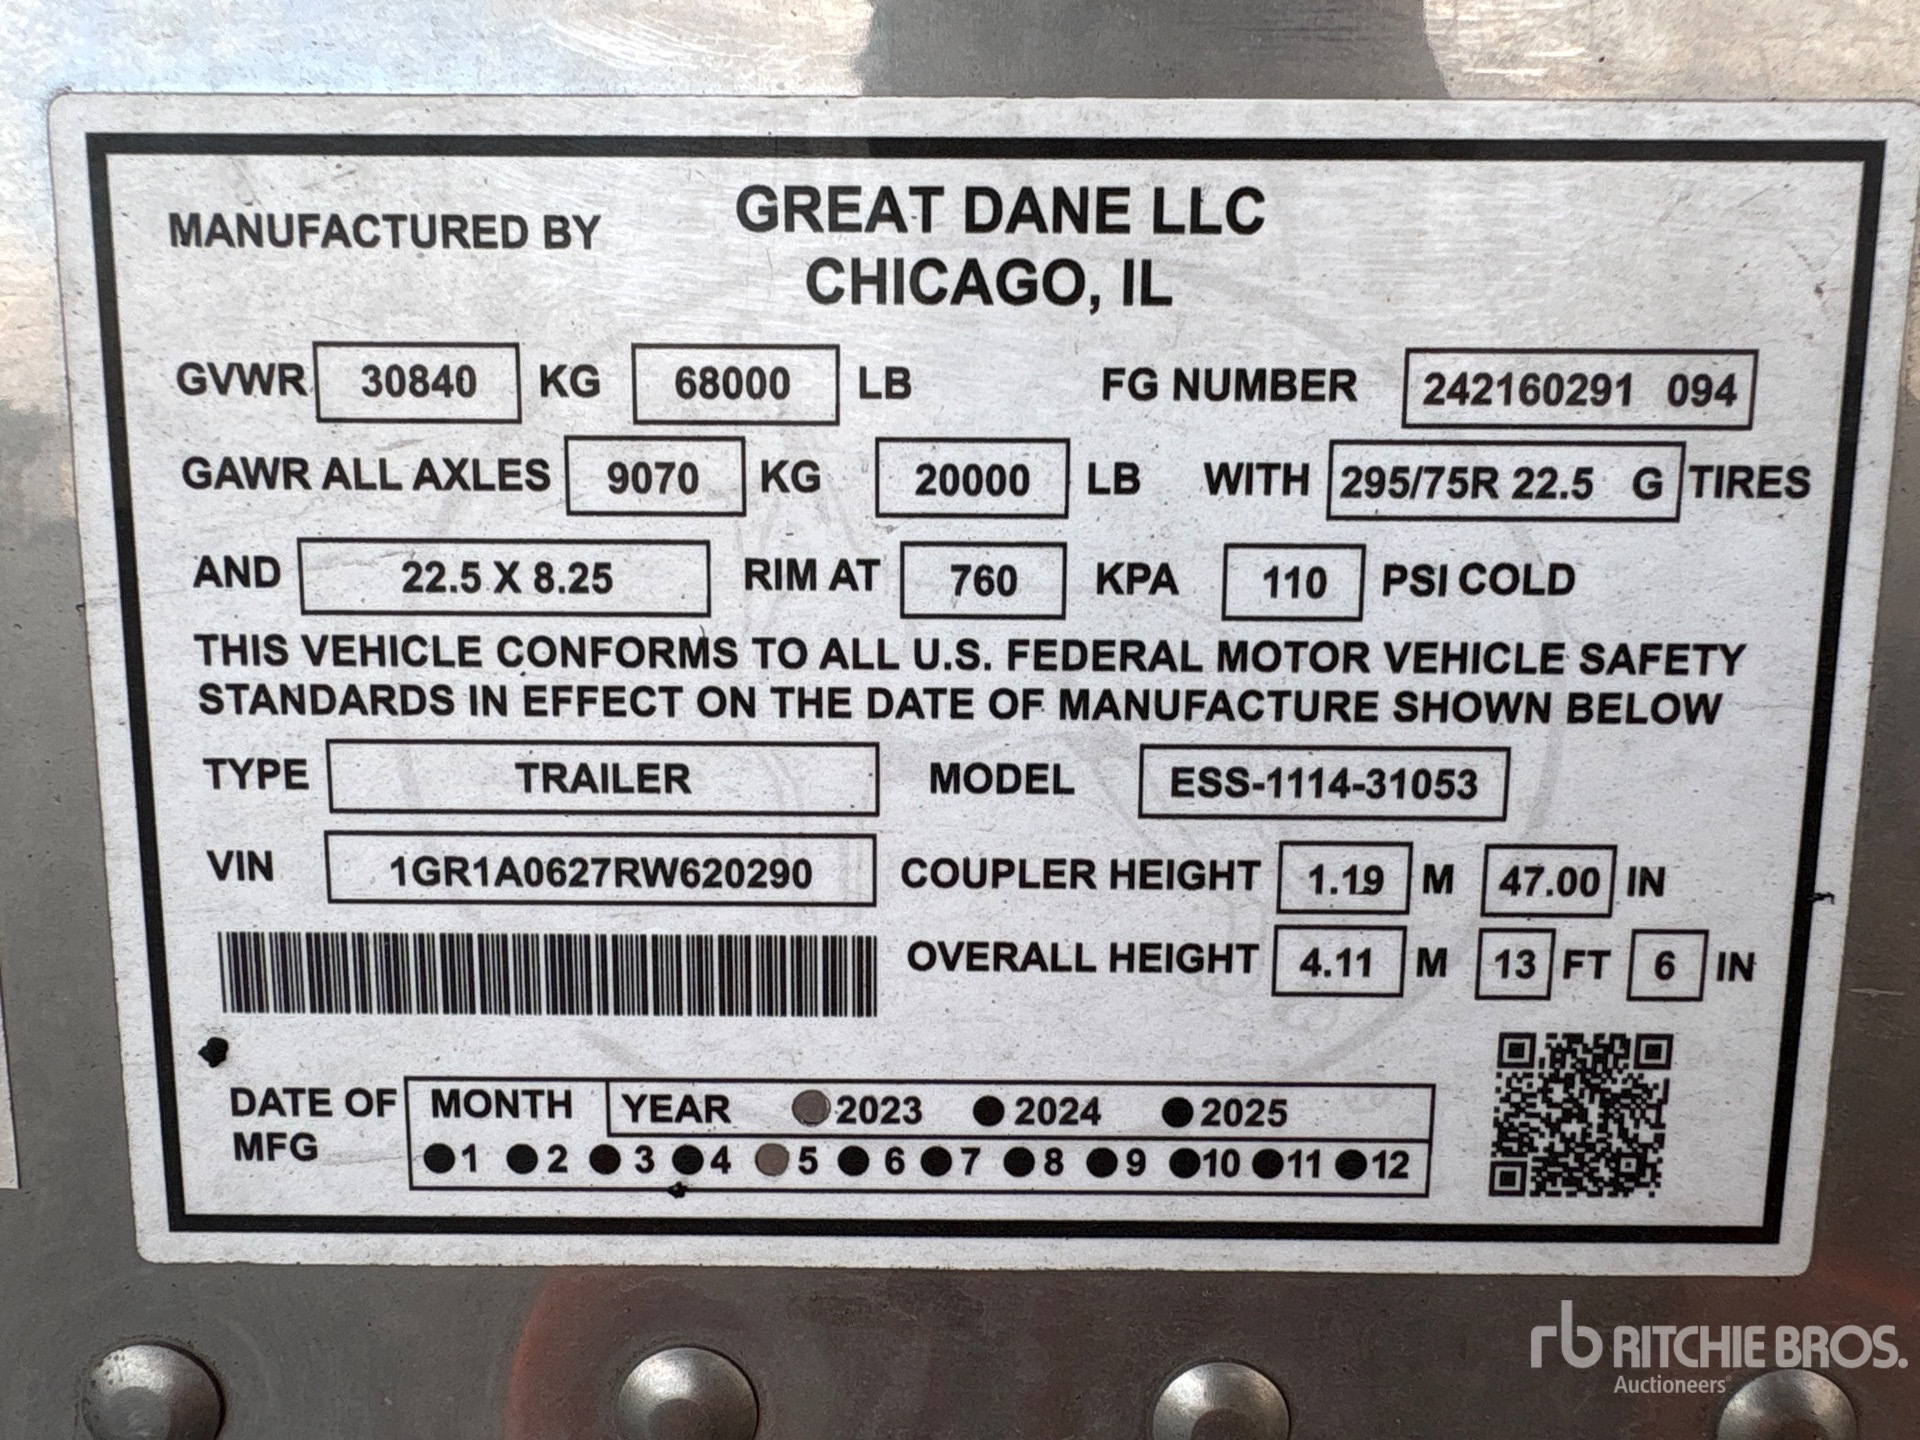 MANUFACTURED BY GREAT DANE LLC
CHICAGO, IL
GVWR 30840 KG 68000 LB FG NUMBER 242160291 094
GAWR ALL AXLES 9070 KG 20000 LB WITH 295/75R 22.5 G TIRES
AND 22.5 X 8.25 RIM AT 760 KPA 110 PSI COLD
THIS VEHICLE CONFORMS TO ALL U.S. FEDERAL MOTOR VEHICLE SAFETY
STANDARDS IN EFFECT ON THE DATE OF MANUFACTURE SHOWN BELOW
TYPE TRAILER MODEL ESS-1114-31053
VIN 1GR1A0627RW620290 COUPLER HEIGHT 1.19 M 47.00 IN
OVERALL HEIGHT 4.11 M 13 FT 6 IN
DATE OF MFG
MONTH YEAR 2023 2024 2025
1 2 3 4 5 6 7 8 9 10 11 12
rb RITCHIE BROS.
Auctioneers